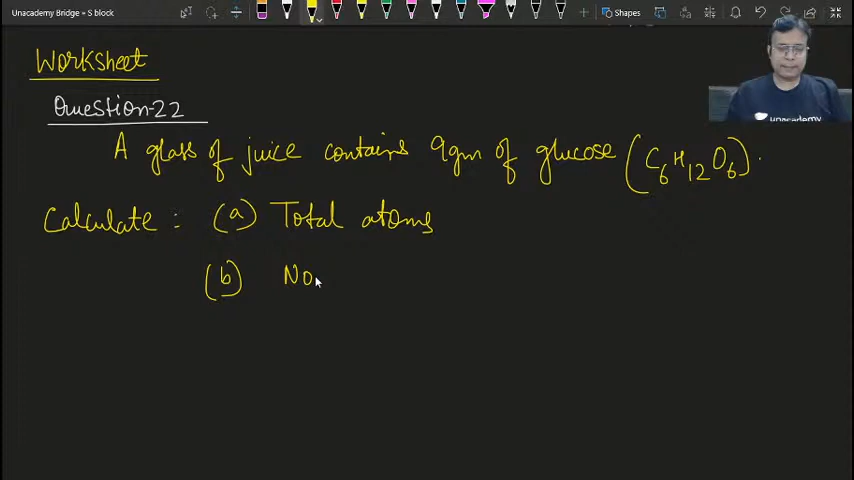 Unacademy Bridge + S block
Shapes
Worksheet
Question-22
A glass of juice contains 9gm of glucose (C6H12O6).
Calculate : (a) Total atoms
(b) No
unacademy